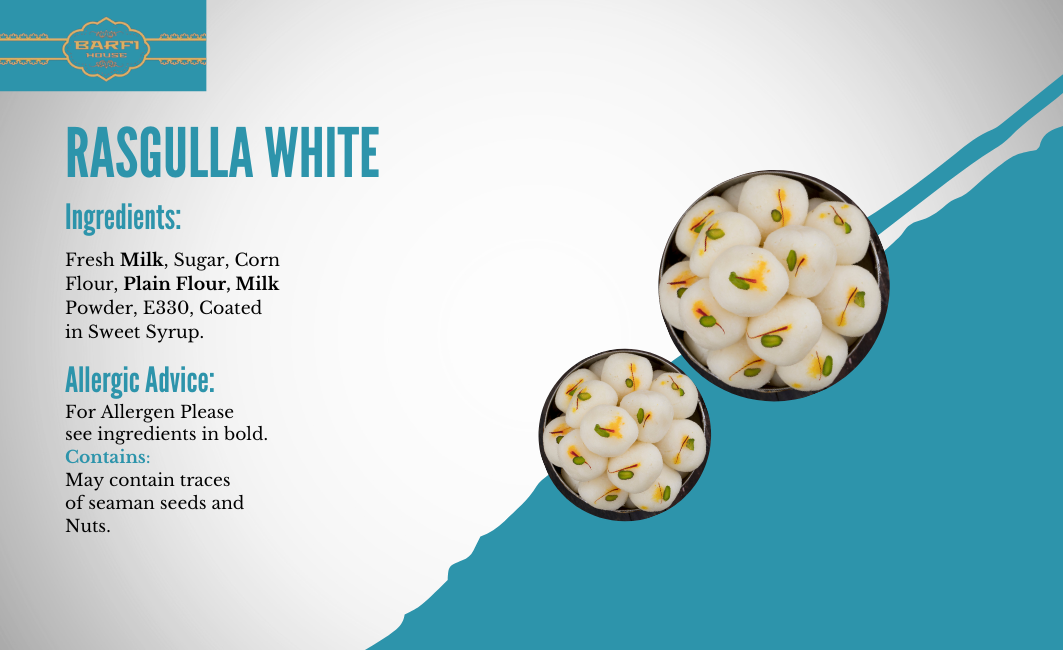 BARFI
HOUSE
RASGULLA WHITE
Ingredients:
Fresh Milk, Sugar, Corn
Flour, Plain Flour, Milk
Powder, E330, Coated
in Sweet Syrup.
Allergic Advice:
For Allergen Please
see ingredients in bold.
Contains:
May contain traces
of seaman seeds and
Nuts.